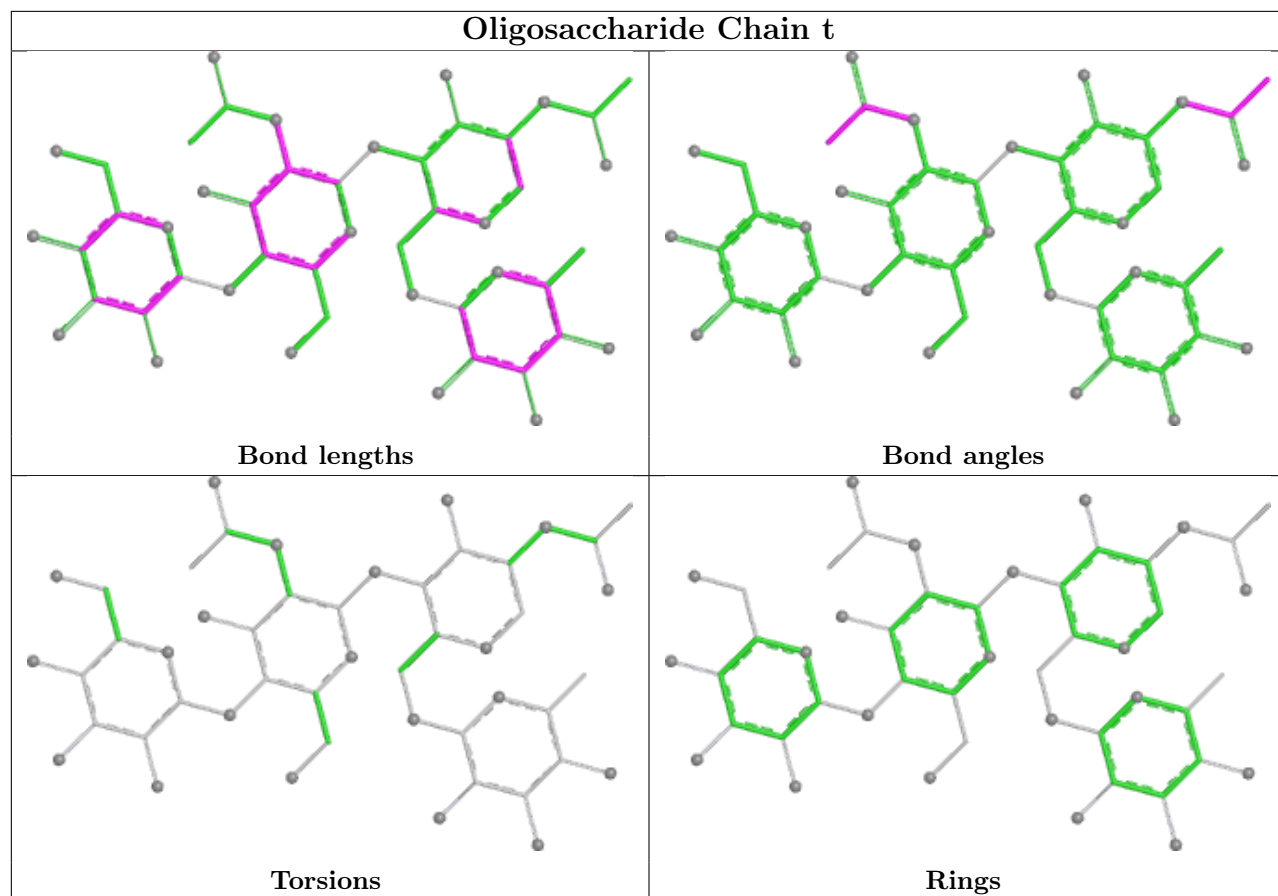 Oligosaccharide Chain t
Bond lengths
Bond angles
Torsions
Rings